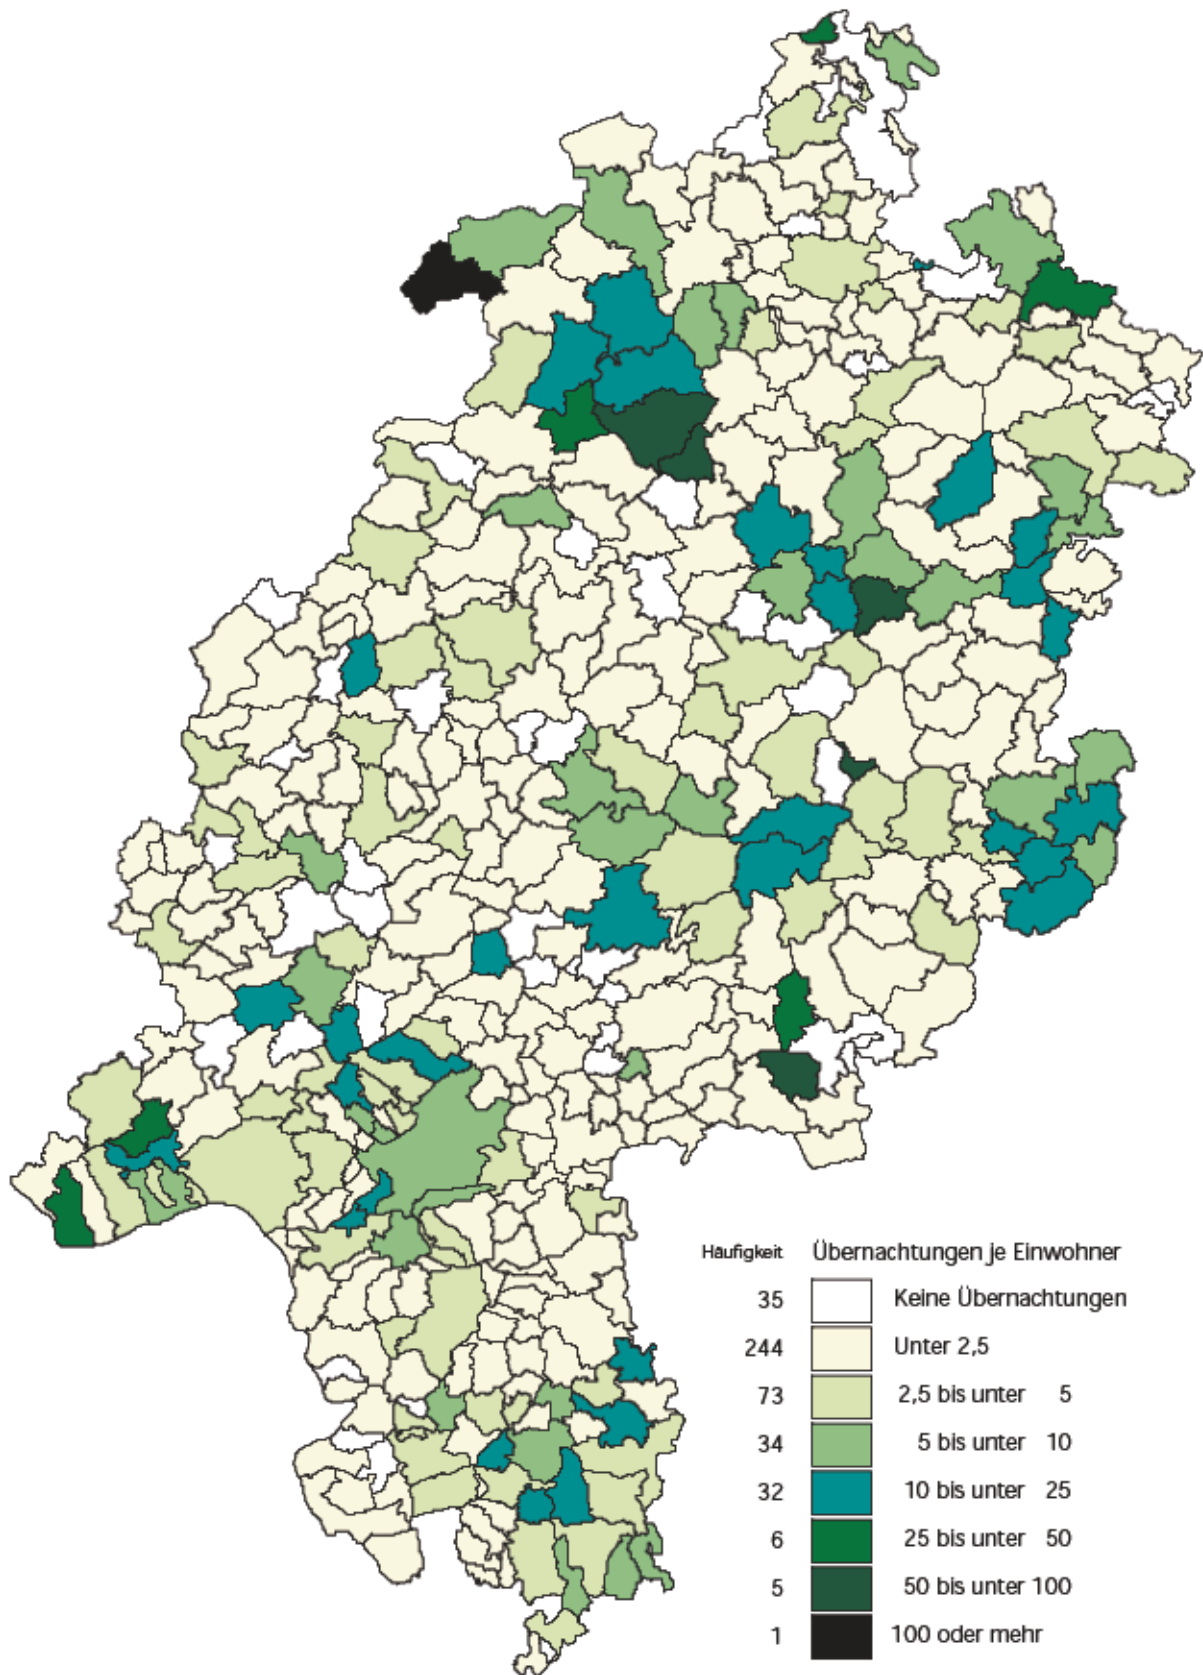 Häufigkeit Übernachtungen je Einwohner
35 Keine Übernachtungen
244 Unter 2,5
73 2,5 bis unter 5
34 5 bis unter 10
32 10 bis unter 25
6 25 bis unter 50
5 50 bis unter 100
1 100 oder mehr